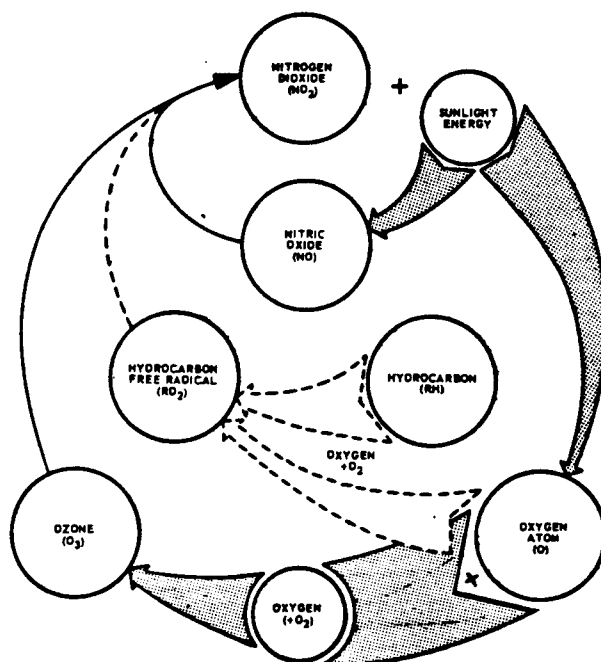 NITROGEN
DIOXIDE
(NO₂)
+
SUNLIGHT
ENERGY
NITRIC
OXIDE
(NO)
HYDROCARBON
FREE RADICAL
(RO₂)
HYDROCARBON
(RH)
OXYGEN
+O₂
OZONE
(O₃)
OXYGEN
ATOM
(O)
+
OXYGEN
(+O₂)